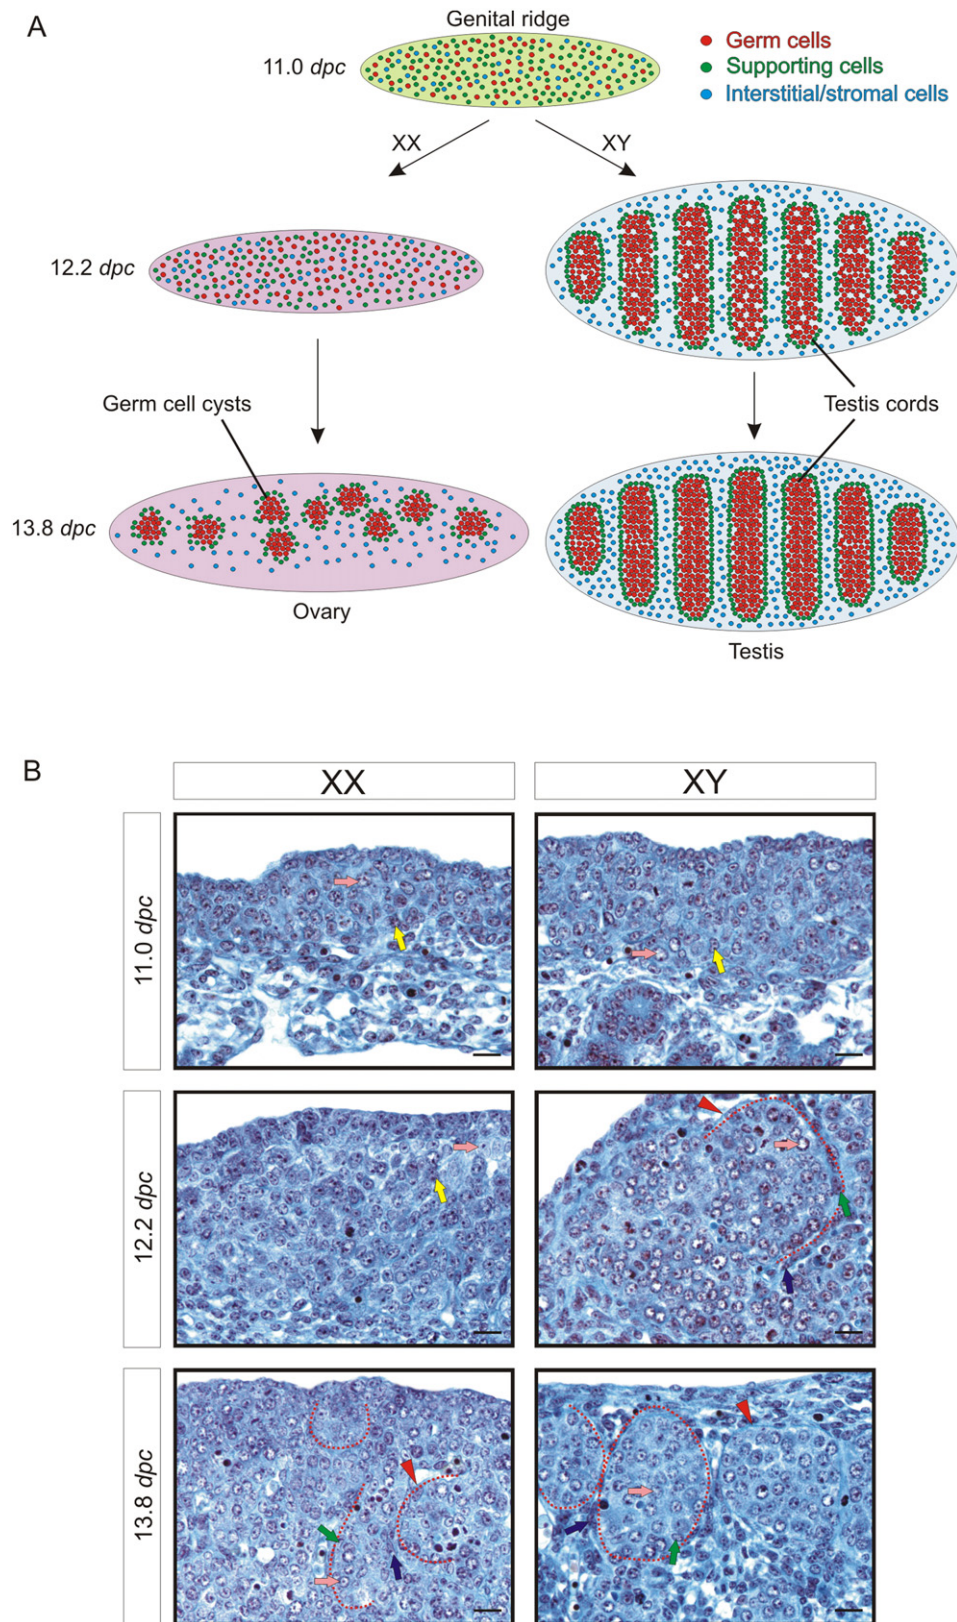 A
Genital ridge
11.0 dpc
Germ cells
Supporting cells
Interstitial/stromal cells
XX
XY
12.2 dpc
Germ cell cysts
Testis cords
13.8 dpc
Ovary
Testis
B
XX
XY
11.0 dpc
12.2 dpc
13.8 dpc